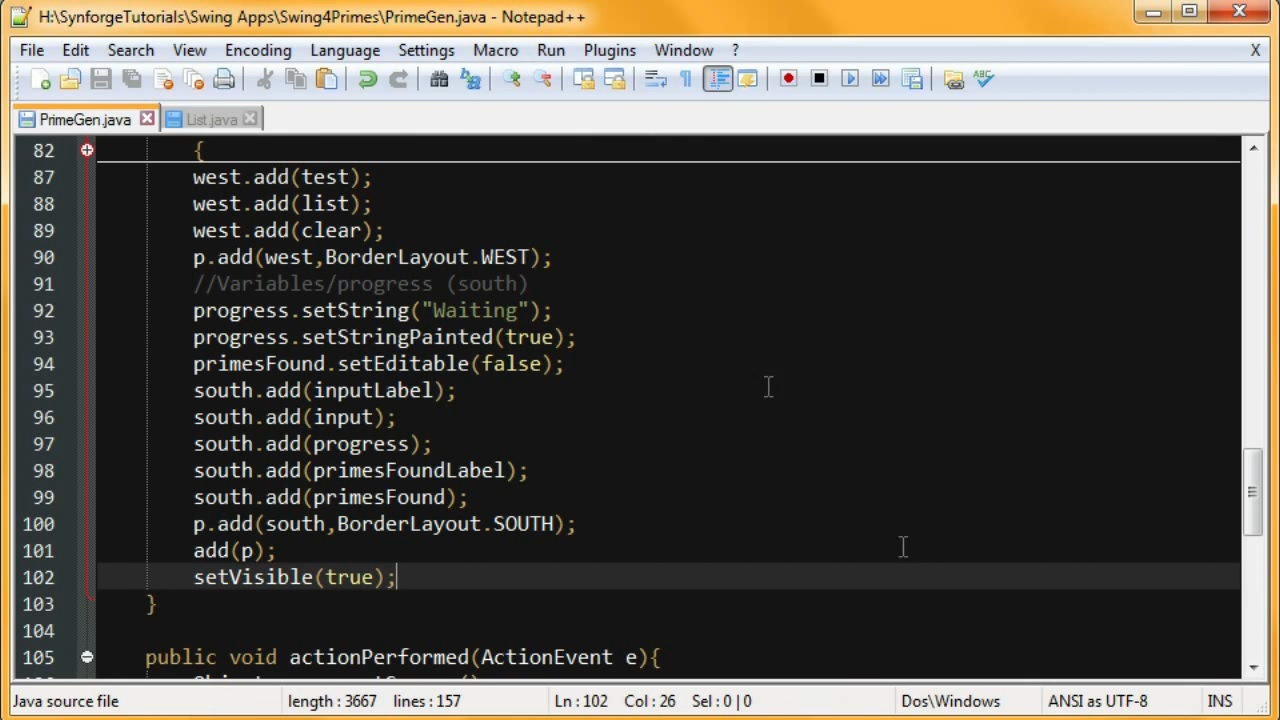 H:\SynforgeTutorials\Swing Apps\Swing4Primes\PrimeGen.java - Notepad++
File Edit Search View Encoding Language Settings Macro Run Plugins Window ? X
PrimeGen.java List.java
82 {
87 west.add(test);
88 west.add(list);
89 west.add(clear);
90 p.add(west,BorderLayout.WEST);
91 //Variables/progress (south)
92 progress.setString("Waiting");
93 progress.setStringPainted(true);
94 primesFound.setEditable(false);
95 south.add(inputLabel);
96 south.add(input);
97 south.add(progress);
98 south.add(primesFoundLabel);
99 south.add(primesFound);
100 p.add(south,BorderLayout.SOUTH);
101 add(p);
102 setVisible(true);
103 }
104
105 public void actionPerformed(ActionEvent e){
Java source file length : 3667 lines : 157 Ln : 102 Col : 26 Sel : 0 | 0 Dos\Windows ANSI as UTF-8 INS